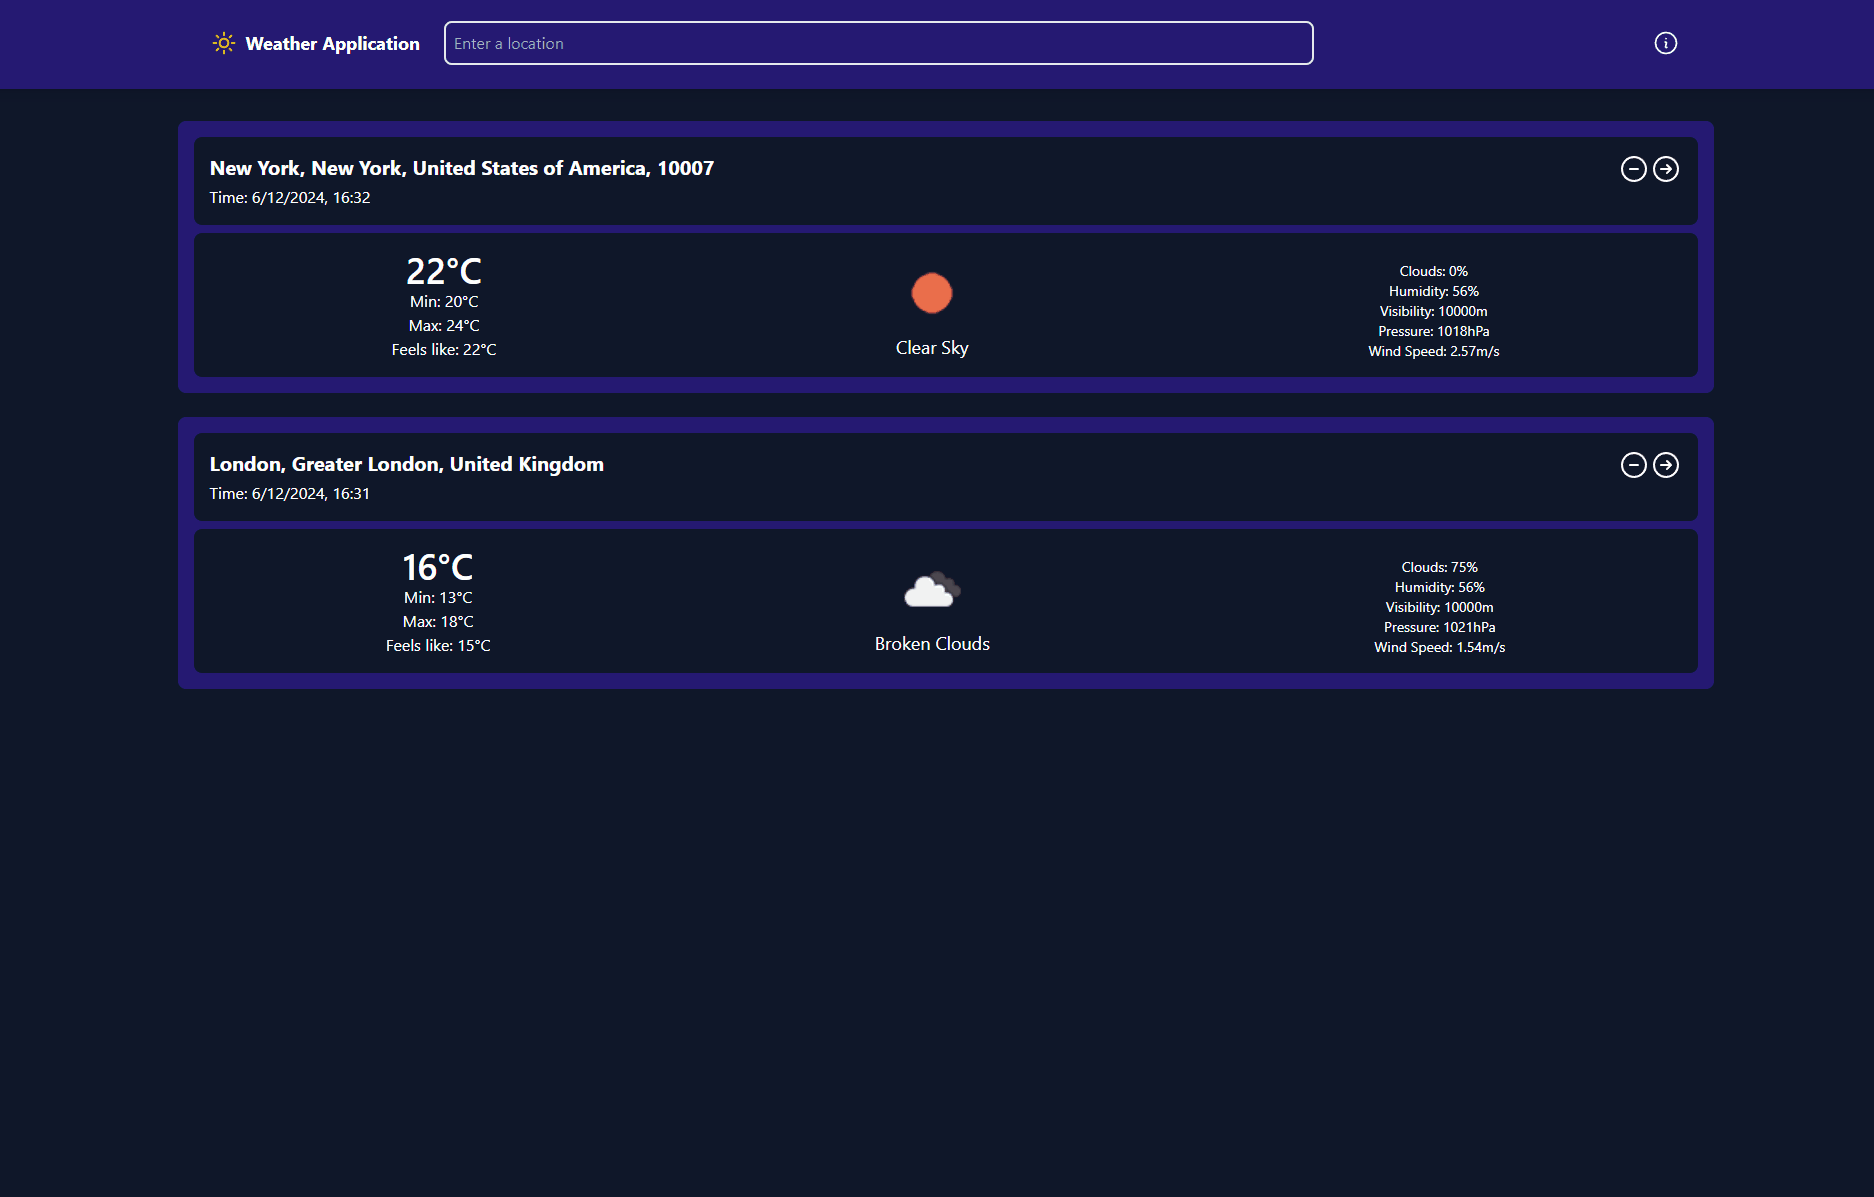 Weather Application
Enter a location
New York, New York, United States of America, 10007
Time: 6/12/2024, 16:32
22°C
Min: 20°C
Max: 24°C
Feels like: 22°C
Clear Sky
Clouds: 0%
Humidity: 56%
Visibility: 10000m
Pressure: 1018hPa
Wind Speed: 2.57m/s
London, Greater London, United Kingdom
Time: 6/12/2024, 16:31
16°C
Min: 13°C
Max: 18°C
Feels like: 15°C
Broken Clouds
Clouds: 75%
Humidity: 56%
Visibility: 10000m
Pressure: 1021hPa
Wind Speed: 1.54m/s